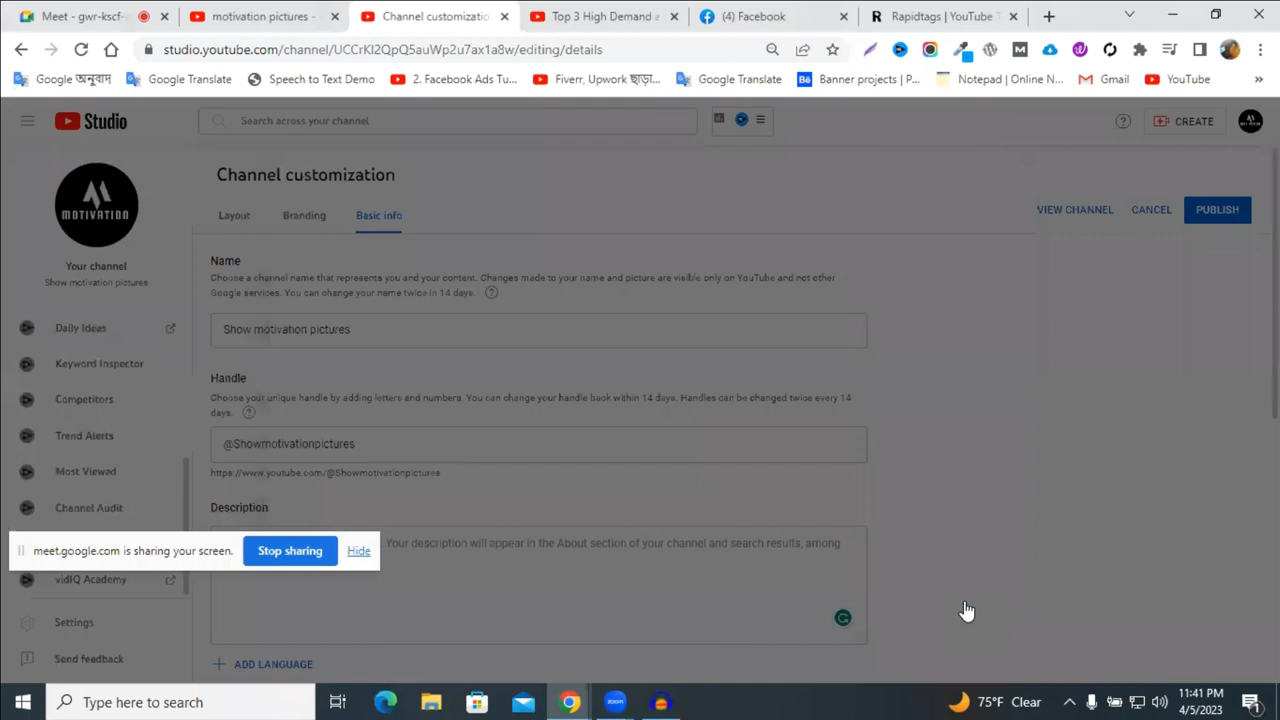 Meet - gwr-kscf-
motivation pictures -
Channel customizatio
Top 3 High Demand a
(4) Facebook
Rapidtags | YouTube T
studio.youtube.com/channel/UCCrKl2QpQ5auWp2u7ax1a8w/editing/details
Google অনুবাদ
Google Translate
Speech to Text Demo
2. Facebook Ads Tu...
Fiverr, Upwork ছাড়া...
Google Translate
Banner projects | P...
Notepad | Online N...
Gmail
YouTube
Studio
Search across your channel
CREATE
MOTIVATION
Your channel
Show motivation pictures
Daily Ideas
Keyword Inspector
Competitors
Trend Alerts
Most Viewed
Channel Audit
vidIQ Academy
Settings
Send feedback
Channel customization
Layout
Branding
Basic info
VIEW CHANNEL
CANCEL
PUBLISH
Name
Choose a channel name that represents you and your content. Changes made to your name and picture are visible only on YouTube and not other
Google services. You can change your name twice in 14 days.
Show motivation pictures
Handle
Choose your unique handle by adding letters and numbers. You can change your handle back within 14 days. Handles can be changed twice every 14
days.
@Showmotivationpictures
https://www.youtube.com/@Showmotivationpictures
Description
Your description will appear in the About section of your channel and search results, among
ADD LANGUAGE
meet.google.com is sharing your screen.
Stop sharing
Hide
Type here to search
zoom
75°F Clear
11:41 PM
4/5/2023